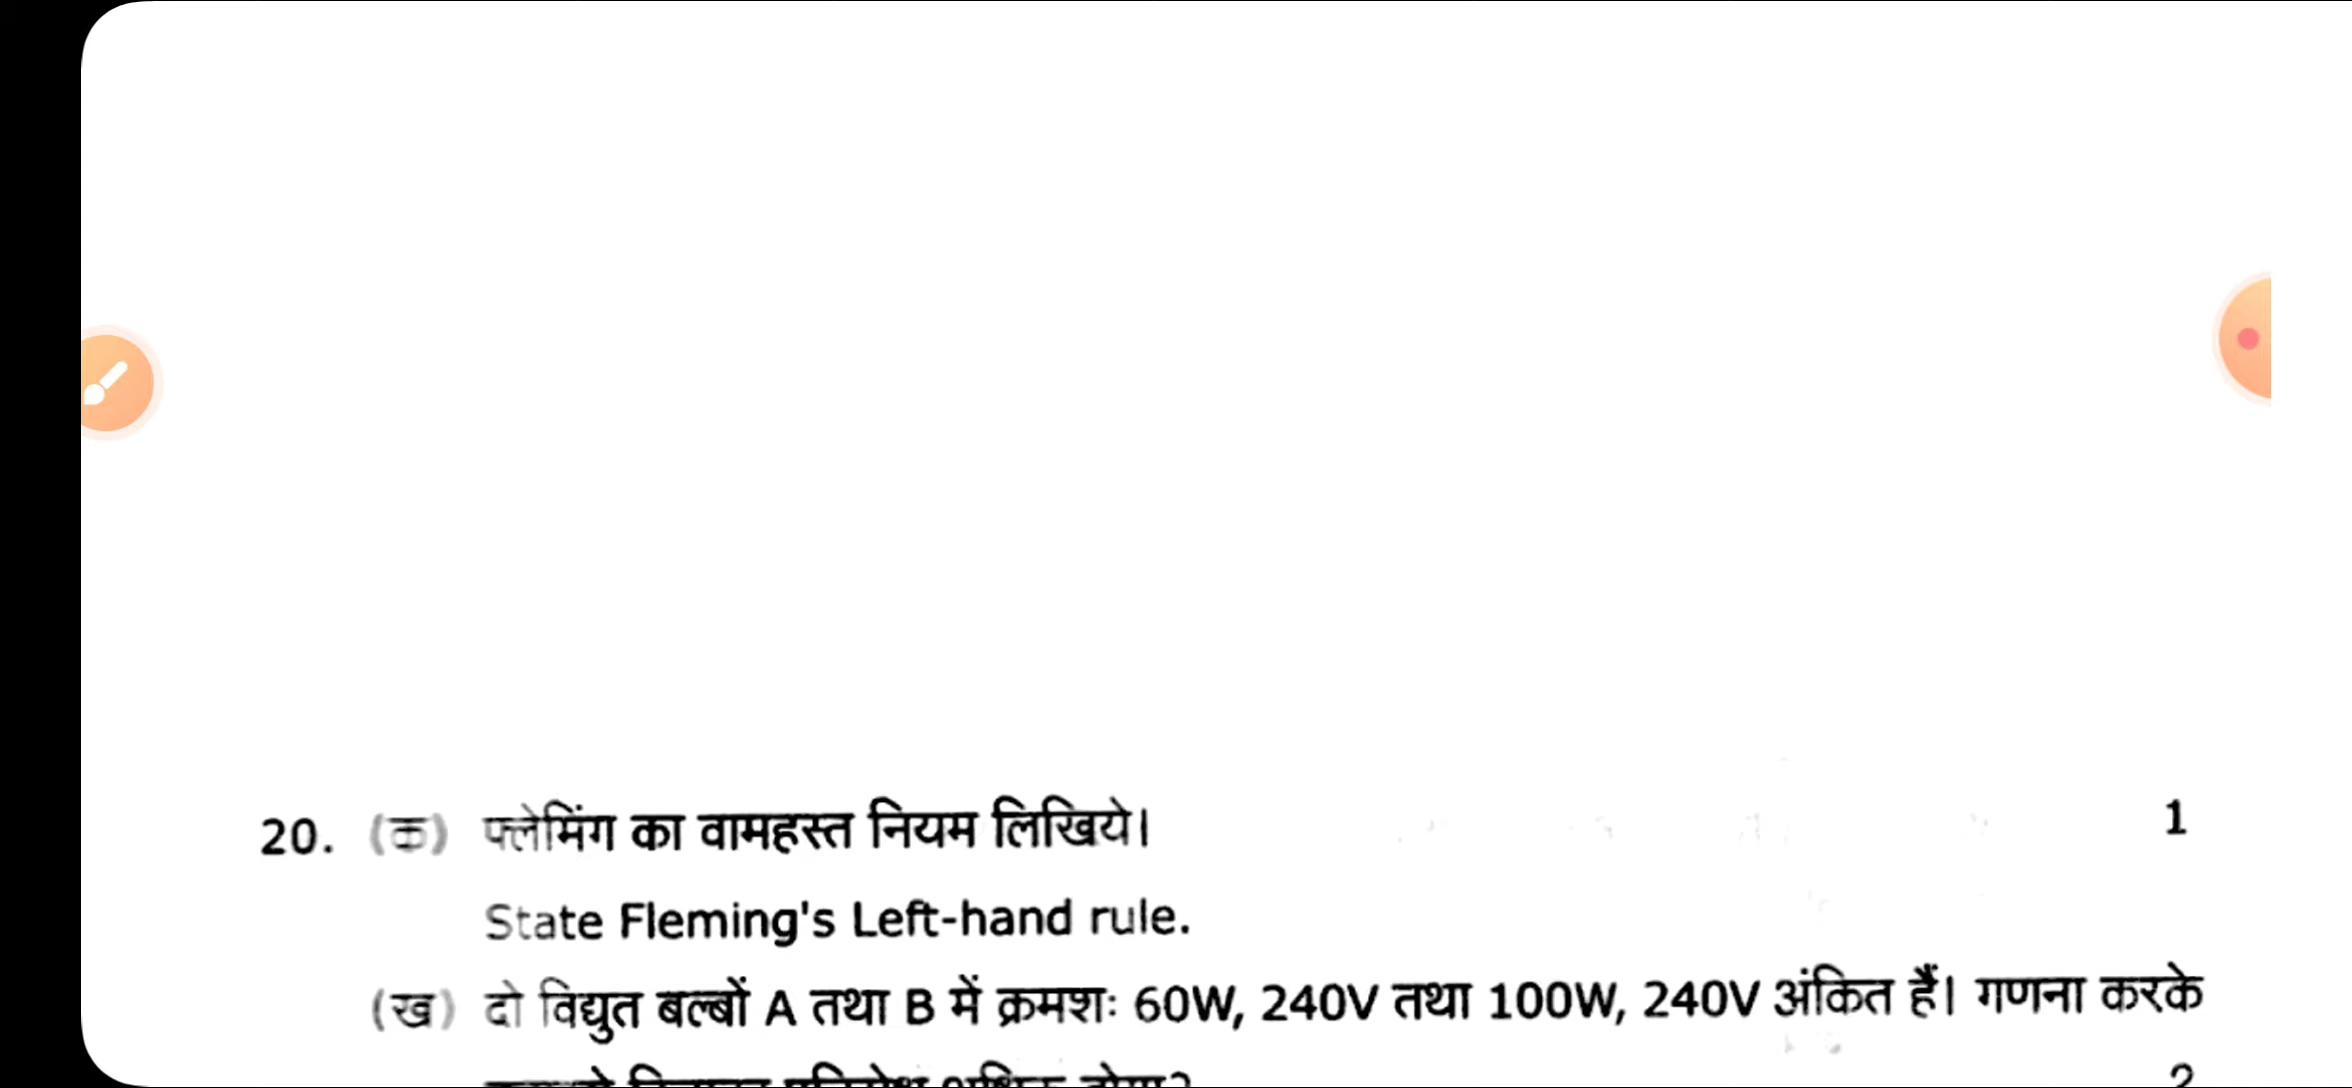 20. (क) फ्लेमिंग का वामहस्त नियम लिखिये। 1
State Fleming's Left-hand rule.
(ख) दो विद्युत बल्बों A तथा B में क्रमशः 60W, 240V तथा 100W, 240V अंकित हैं। गणना करके